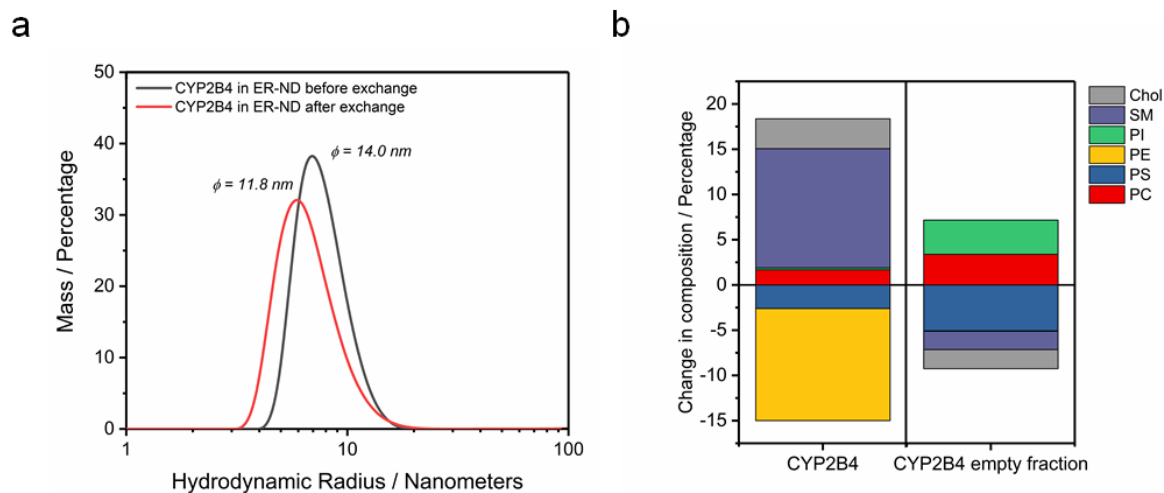 a
50
40
30
20
10
0
Mass / Percentage
CYP2B4 in ER-ND before exchange
CYP2B4 in ER-ND after exchange
ϕ = 14.0 nm
ϕ = 11.8 nm
1
10
100
Hydrodynamic Radius / Nanometers
b
20
15
10
5
0
-5
-10
-15
Change in composition / Percentage
CYP2B4
CYP2B4 empty fraction
Chol
SM
PI
PE
PS
PC